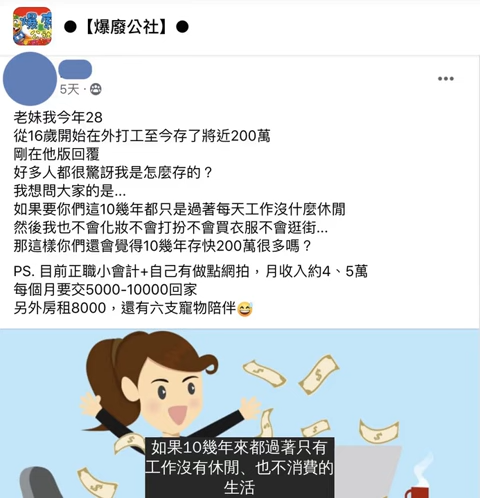 爆廢
●【爆廢公社】●
5天
老妹我今年28
從16歲開始在外打工至今存了將近200萬
剛在他版回覆
好多人都很驚訝我是怎麼存的？
我想問大家的是...
如果要你們這10幾年都只是過著每天工作沒什麼休閒
然後我也不會化妝不會打扮不會買衣服不會逛街...
那這樣你們還會覺得10幾年存快200萬很多嗎？
PS. 目前正職小會計+自己有做點網拍，月收入約4、5萬
每個月要交5000-10000回家
另外房租8000，還有六支寵物陪伴😅
如果10幾年來都過著只有
工作沒有休閒、也不消費的
生活